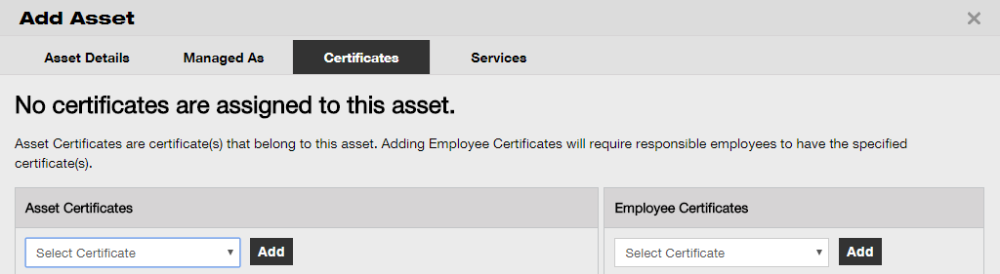 Add Asset
Asset Details Managed As Certificates Services
No certificates are assigned to this asset.
Asset Certificates are certificate(s) that belong to this asset. Adding Employee Certificates will require responsible employees to have the specified
certificate(s).
Asset Certificates Employee Certificates
Select Certificate Add Select Certificate Add